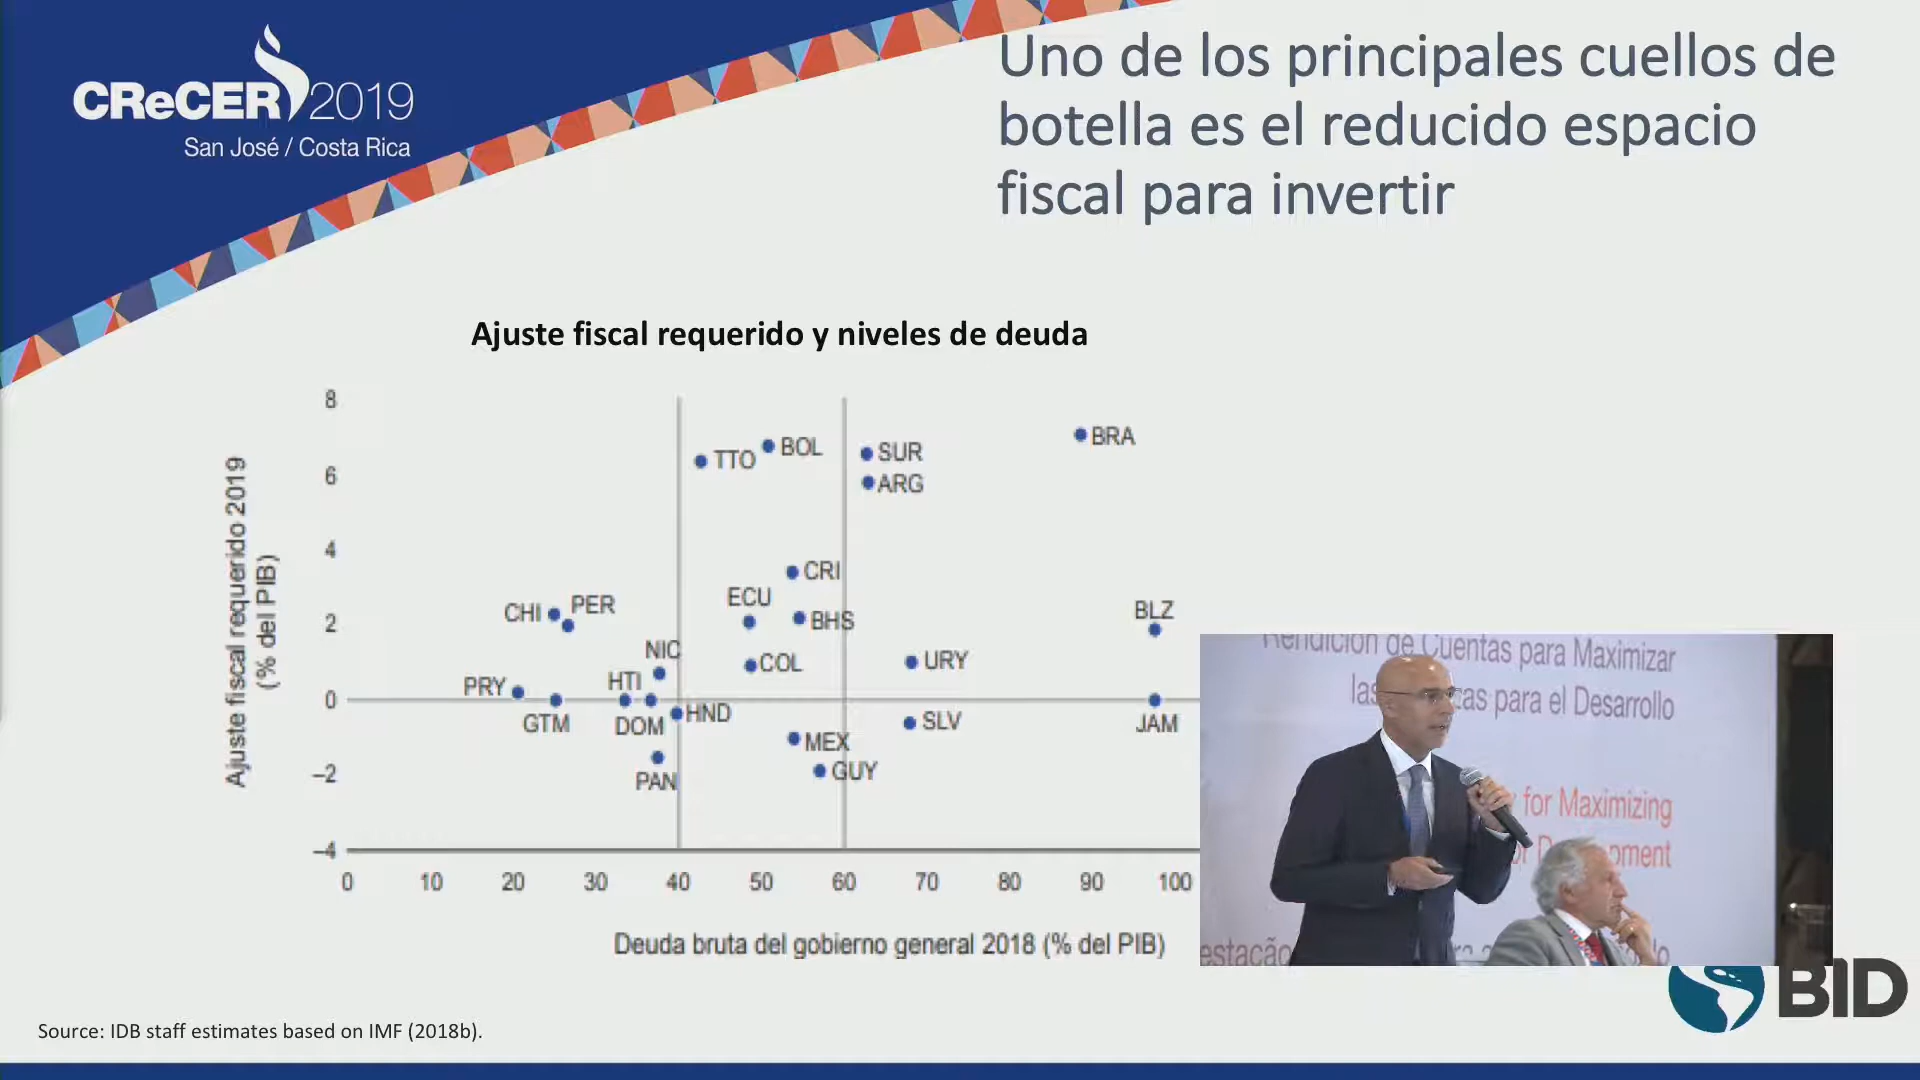 CReCER 2019
San José / Costa Rica
Uno de los principales cuellos de
botella es el reducido espacio
fiscal para invertir
Ajuste fiscal requerido y niveles de deuda
Ajuste fiscal requerido 2019
(% del PIB)
8
6
4
2
0
–2
–4
BRA
BOL
TTO
SUR
ARG
CRI
ECU
CHI
PER
BHS
BLZ
NIC
COL
URY
PRY
HTI
GTM
DOM
HND
SLV
JAM
MEX
GUY
PAN
0 10 20 30 40 50 60 70 80 90 100
Deuda bruta del gobierno general 2018 (% del PIB)
Rendición de Cuentas para Maximizar
para el Desarrollo
for Maximizing
BID
Source: IDB staff estimates based on IMF (2018b).